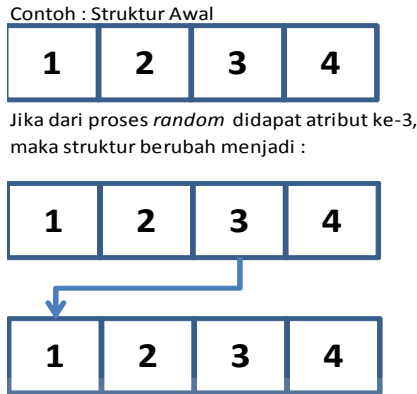 Contoh : Struktur Awal
1 2 3 4
Jika dari proses random didapat atribut ke-3,
maka struktur berubah menjadi :
1 2 3 4
1 2 3 4